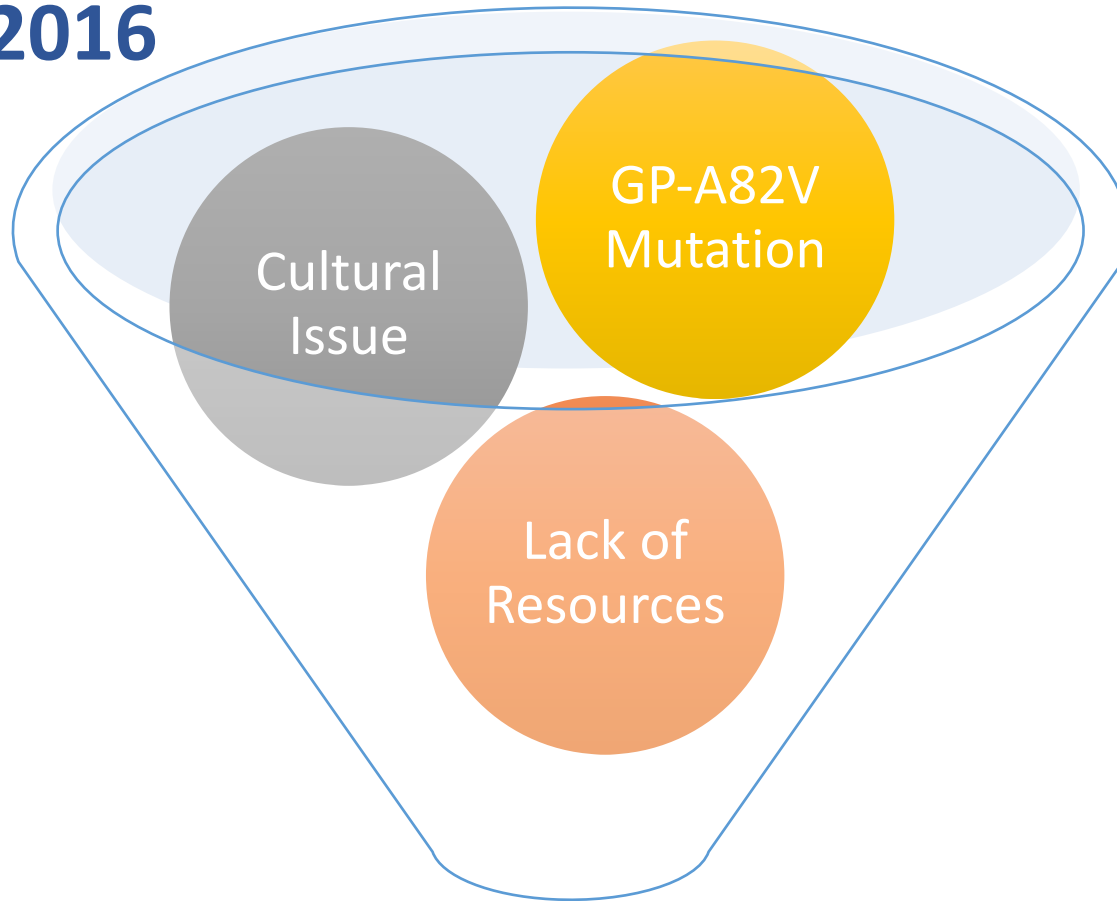 2016
GP-A82V
Mutation
Cultural
Issue
Lack of
Resources